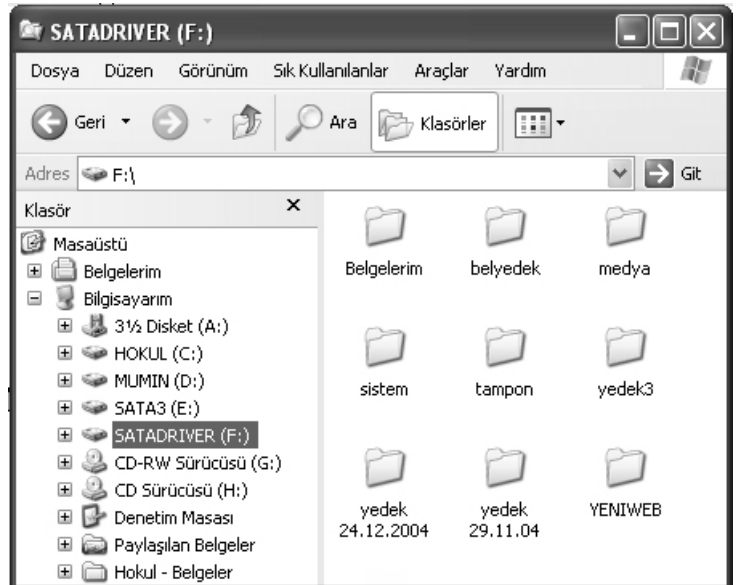 SATADRIVER (F:)
Dosya Düzen Görünüm Sık Kullanılanlar Araçlar Yardım
Geri Ara Klasörler
Adres F:\ Git
Klasör
Masaüstü
Belgelerim
Bilgisayarım
3½ Disket (A:)
HOKUL (C:)
MUMIN (D:)
SATA3 (E:)
SATADRIVER (F:)
CD-RW Sürücüsü (G:)
CD Sürücüsü (H:)
Denetim Masası
Paylaşılan Belgeler
Hokul - Belgeler
Belgelerim belyedek medya
sistem tampon yedek3
yedek yedek YENIWEB
24.12.2004 29.11.04